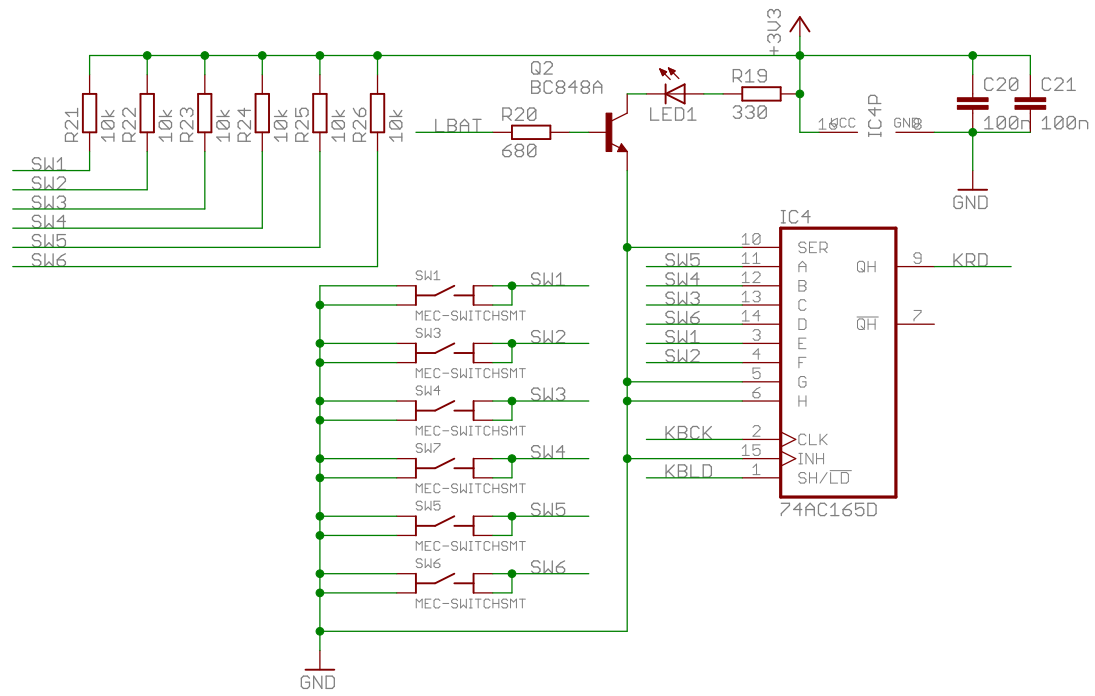 +3V3
Q2
BC848A
R19
330
LED1
C20
C21
100n
100n
R21
10k
R22
10k
R23
10k
R24
10k
R25
10k
R26
10k
LBAT
R20
680
16
VCC
IC4P
GND
8
SW1
SW2
SW3
SW4
SW5
SW6
GND
IC4
10
SER
SW5
11
A
QH
9
KRD
SW4
12
B
SW3
13
C
SW6
14
D
QH
7
SW1
3
E
SW2
4
F
5
G
6
H
KBCK
2
CLK
15
INH
KBLD
1
SH/LD
74AC165D
SW1
SW1
MEC-SWITCHSMT
SW3
SW2
MEC-SWITCHSMT
SW4
SW3
MEC-SWITCHSMT
SW7
SW4
MEC-SWITCHSMT
SW5
SW5
MEC-SWITCHSMT
SW6
SW6
MEC-SWITCHSMT
GND